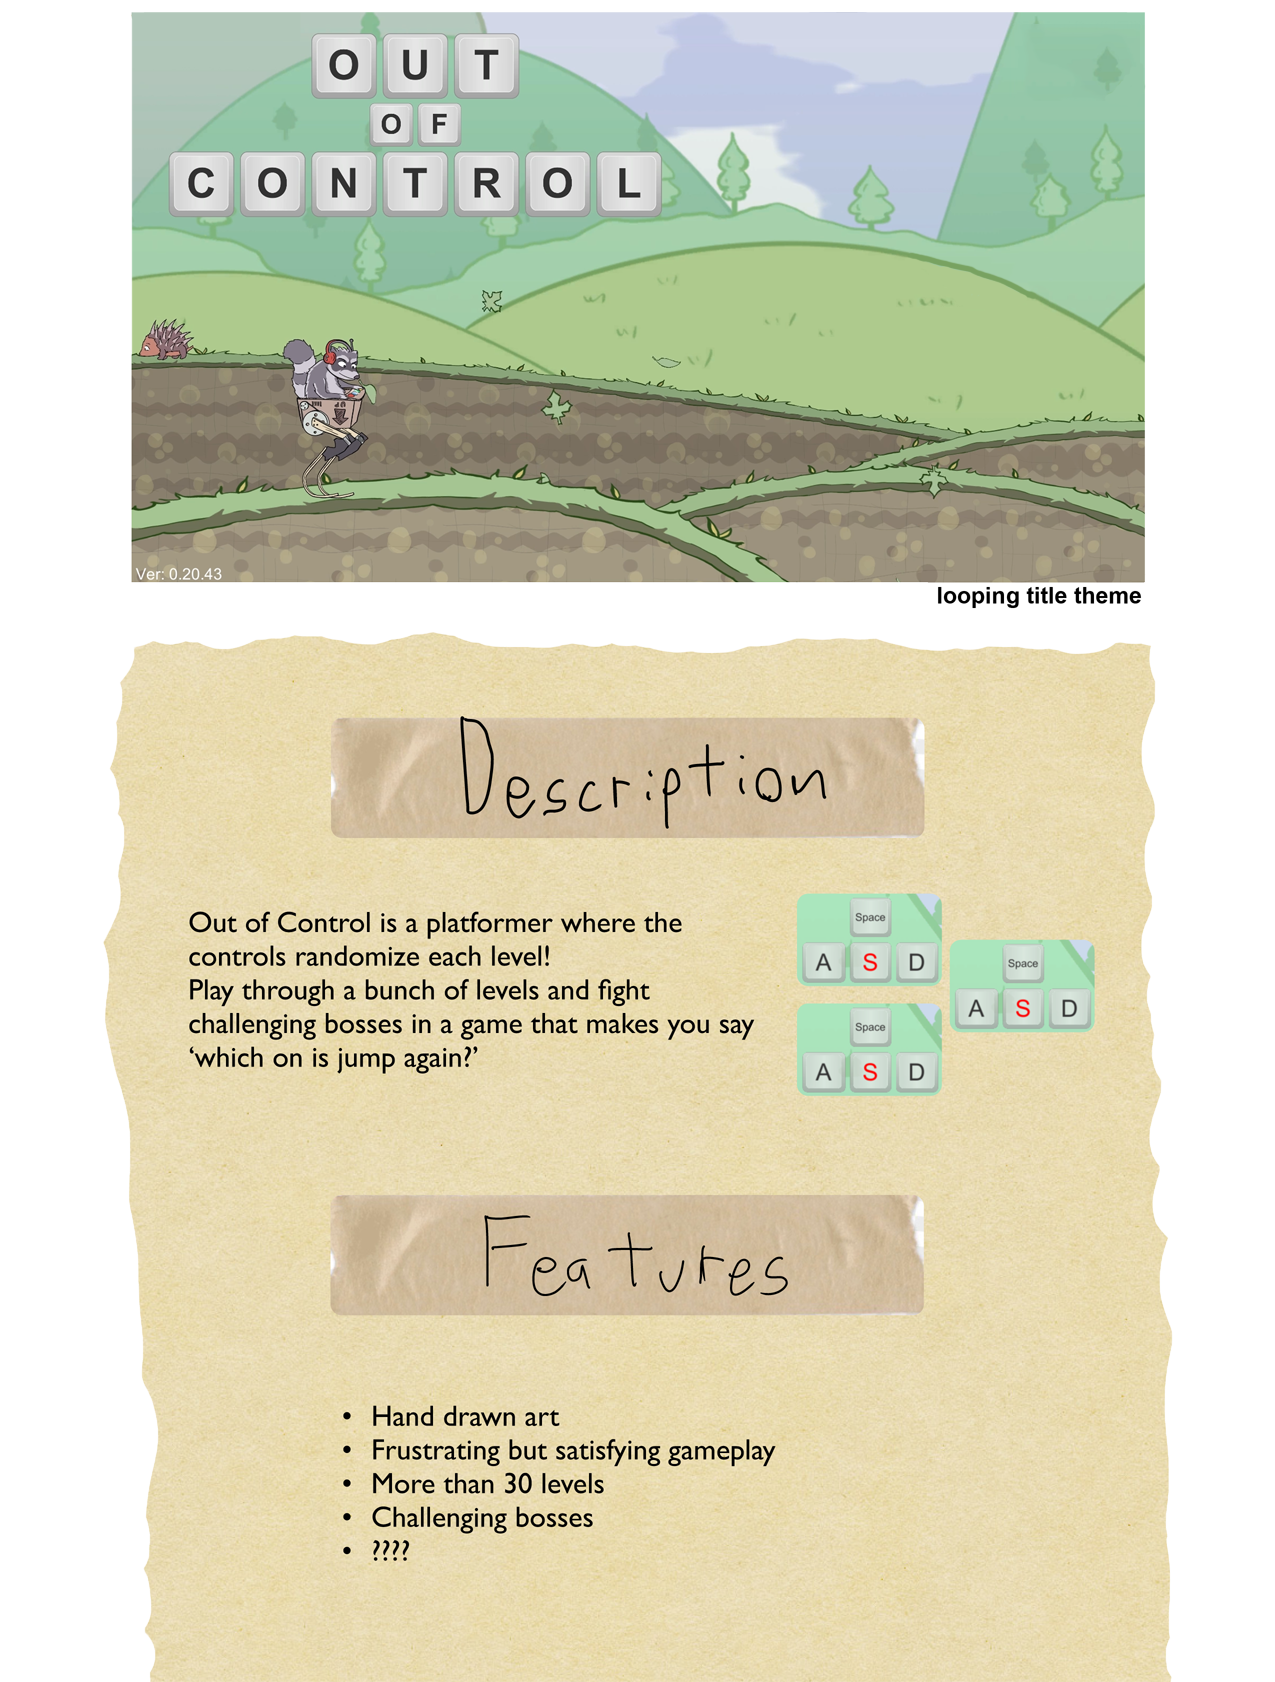 OUT
OF
CONTROL
Ver: 0.20.43
looping title theme
Description
Out of Control is a platformer where the
controls randomize each level!
Play through a bunch of levels and fight
challenging bosses in a game that makes you say
‘which on is jump again?’
Space
A S D
Space
A S D
Space
A S D
Features
• Hand drawn art
• Frustrating but satisfying gameplay
• More than 30 levels
• Challenging bosses
• ????